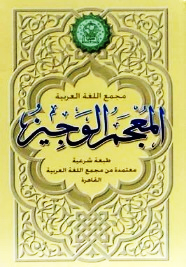 مجمع اللغة العربية
المعجم الوجيز
طبعة شرعية
معتمدة من مجمع اللغة العربية
القاهرة